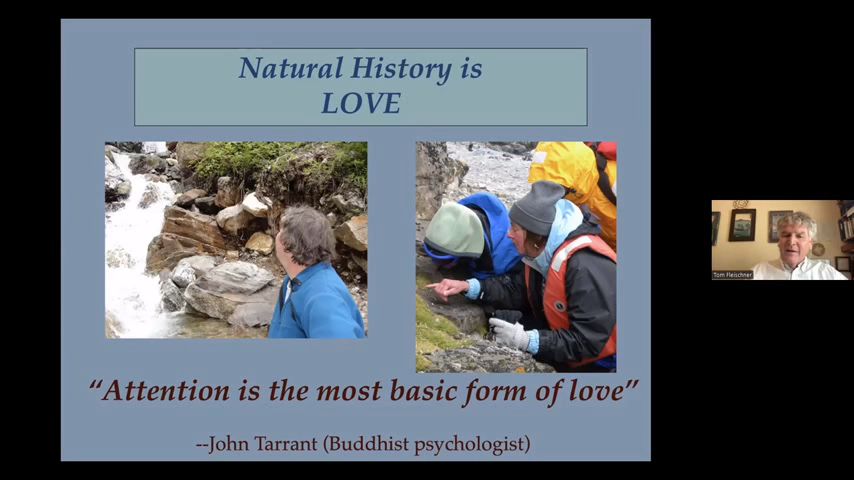 Natural History is
LOVE
“Attention is the most basic form of love”
--John Tarrant (Buddhist psychologist)
Tom Fleischner